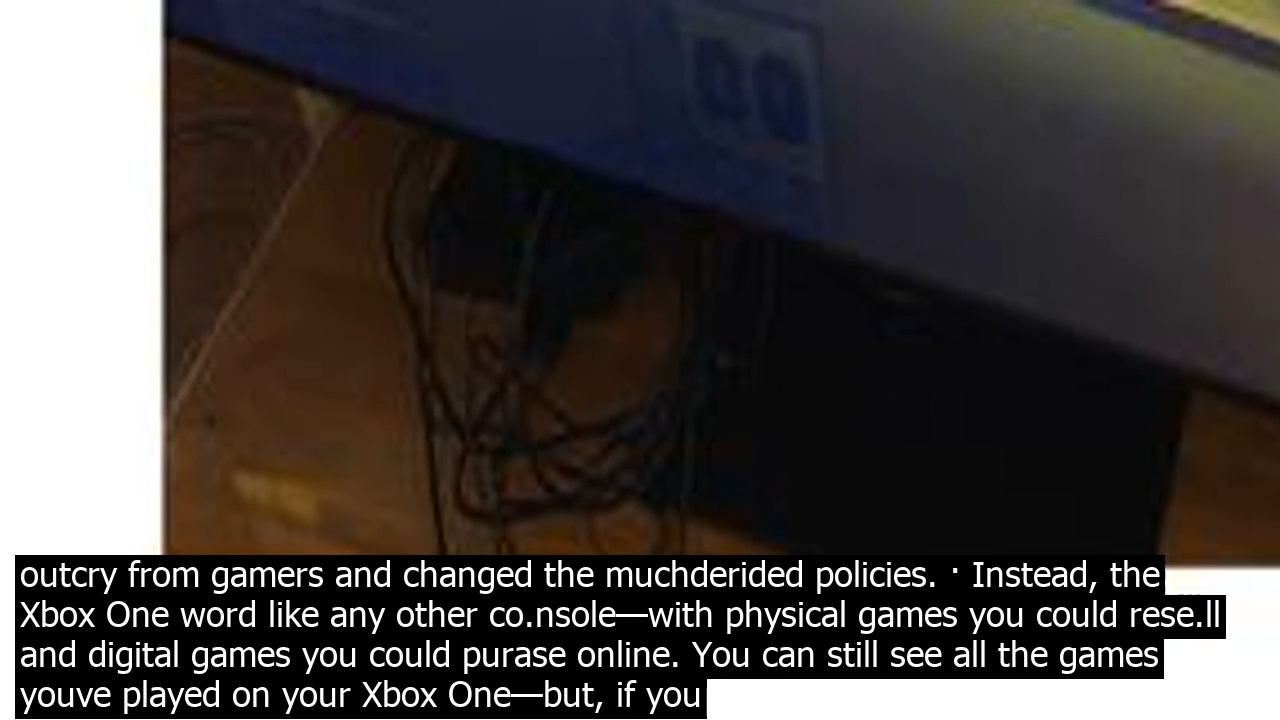 outcry from gamers and changed the muchderided policies. · Instead, the
Xbox One word like any other co.nsole—with physical games you could rese.ll
and digital games you could purase online. You can still see all the games
youve played on your Xbox One—but, if you